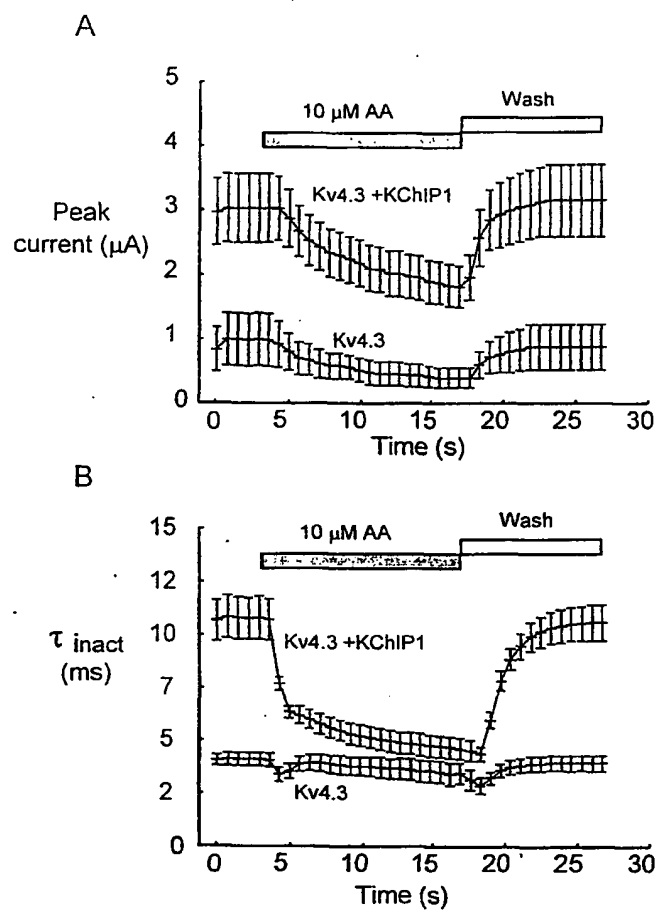 A
5
4
3
2
1
0
Peak
current (μA)
10 μM AA
Wash
Kv4.3 +KChIP1
Kv4.3
0 5 10 15 20 25 30
Time (s)
B
15
12
10
7
5
2
0
τ inact
(ms)
10 μM AA
Wash
Kv4.3 +KChIP1
Kv4.3
0 5 10 15 20 25 30
Time (s)